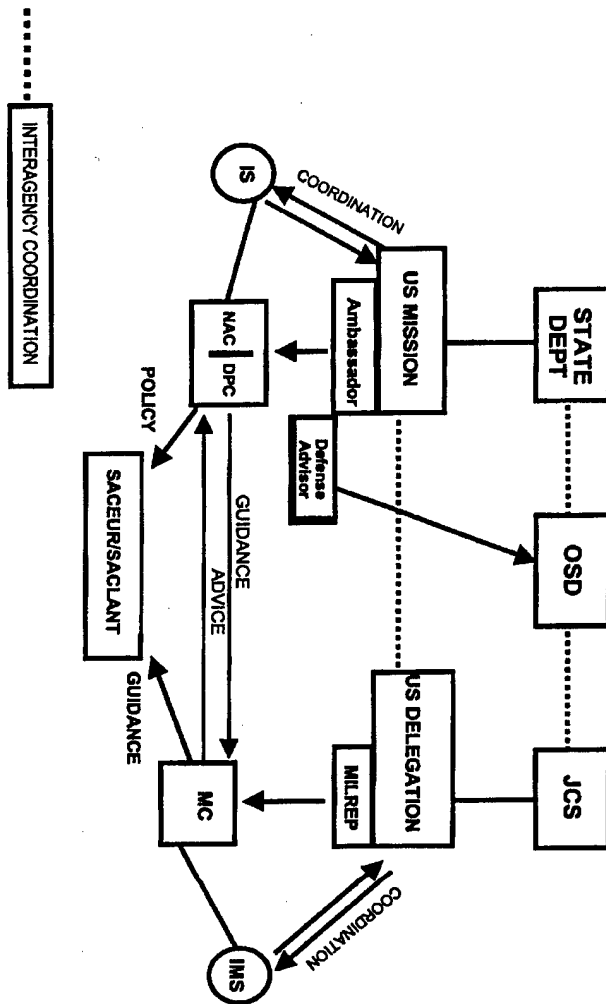 STATE
DEPT
OSD
JCS
US MISSION
Ambassador
Defense
Advisor
US DELEGATION
MILREP
COORDINATION
COORDINATION
IS
NAC
DPC
GUIDANCE
ADVICE
MC
IMS
POLICY
GUIDANCE
SACEUR/SACLANT
INTERAGENCY COORDINATION